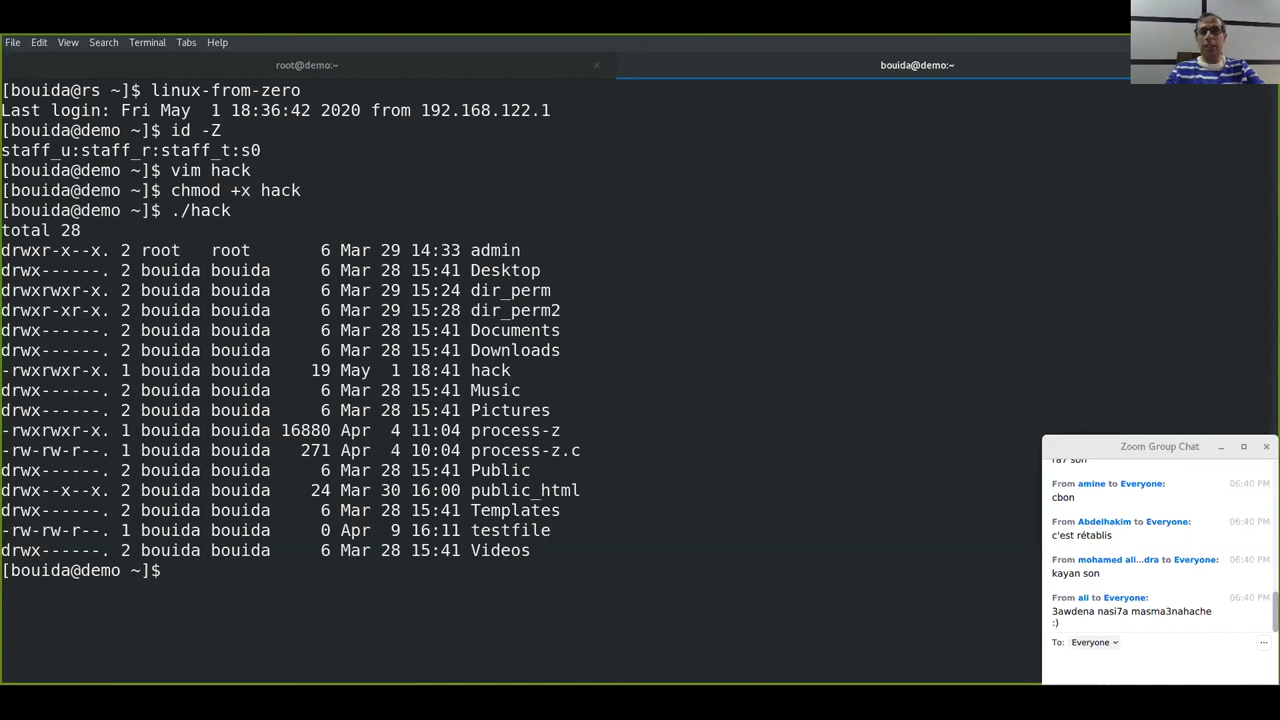 File Edit View Search Terminal Tabs Help
root@demo:~ × bouida@demo:~
[bouida@rs ~]$ linux-from-zero
Last login: Fri May  1 18:36:42 2020 from 192.168.122.1
[bouida@demo ~]$ id -Z
staff_u:staff_r:staff_t:s0
[bouida@demo ~]$ vim hack
[bouida@demo ~]$ chmod +x hack
[bouida@demo ~]$ ./hack
total 28
drwxr-x--x. 2 root   root       6 Mar 29 14:33 admin
drwx------. 2 bouida bouida     6 Mar 28 15:41 Desktop
drwxrwxr-x. 2 bouida bouida     6 Mar 29 15:24 dir_perm
drwxr-xr-x. 2 bouida bouida     6 Mar 29 15:28 dir_perm2
drwx------. 2 bouida bouida     6 Mar 28 15:41 Documents
drwx------. 2 bouida bouida     6 Mar 28 15:41 Downloads
-rwxrwxr-x. 1 bouida bouida    19 May  1 18:41 hack
drwx------. 2 bouida bouida     6 Mar 28 15:41 Music
drwx------. 2 bouida bouida     6 Mar 28 15:41 Pictures
-rwxrwxr-x. 1 bouida bouida 16880 Apr  4 11:04 process-z
-rw-rw-r--. 1 bouida bouida   271 Apr  4 10:04 process-z.c
drwx------. 2 bouida bouida     6 Mar 28 15:41 Public
drwx--x--x. 2 bouida bouida    24 Mar 30 16:00 public_html
drwx------. 2 bouida bouida     6 Mar 28 15:41 Templates
-rw-rw-r--. 1 bouida bouida     0 Apr  9 16:11 testfile
drwx------. 2 bouida bouida     6 Mar 28 15:41 Videos
[bouida@demo ~]$
Zoom Group Chat
ra7 son
From amine to Everyone: 06:40 PM
cbon
From Abdelhakim to Everyone: 06:40 PM
c'est rétablis
From mohamed ali...dra to Everyone: 06:40 PM
kayan son
From ali to Everyone: 06:40 PM
3awdena nasi7a masma3nahache
:)
To: Everyone